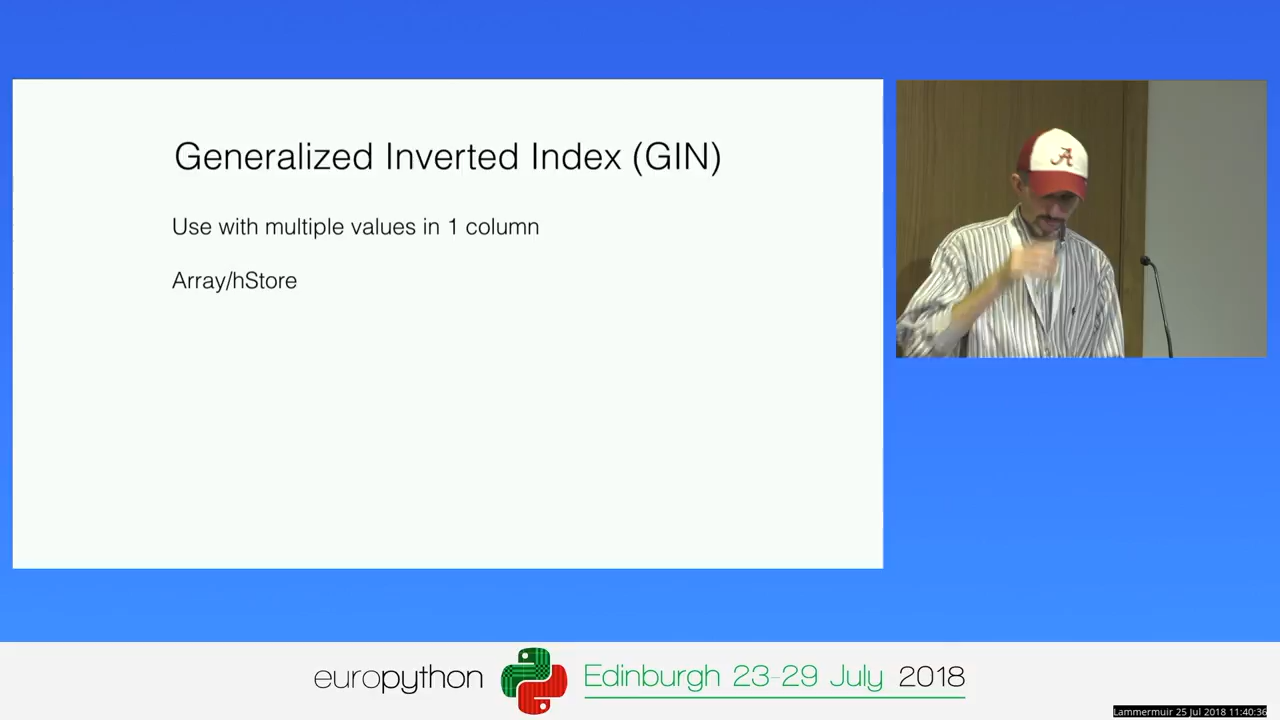 Generalized Inverted Index (GIN)
Use with multiple values in 1 column
Array/hStore
A
europython
Edinburgh 23-29 July 2018
Lammermuir 25 Jul 2018 11:40:36